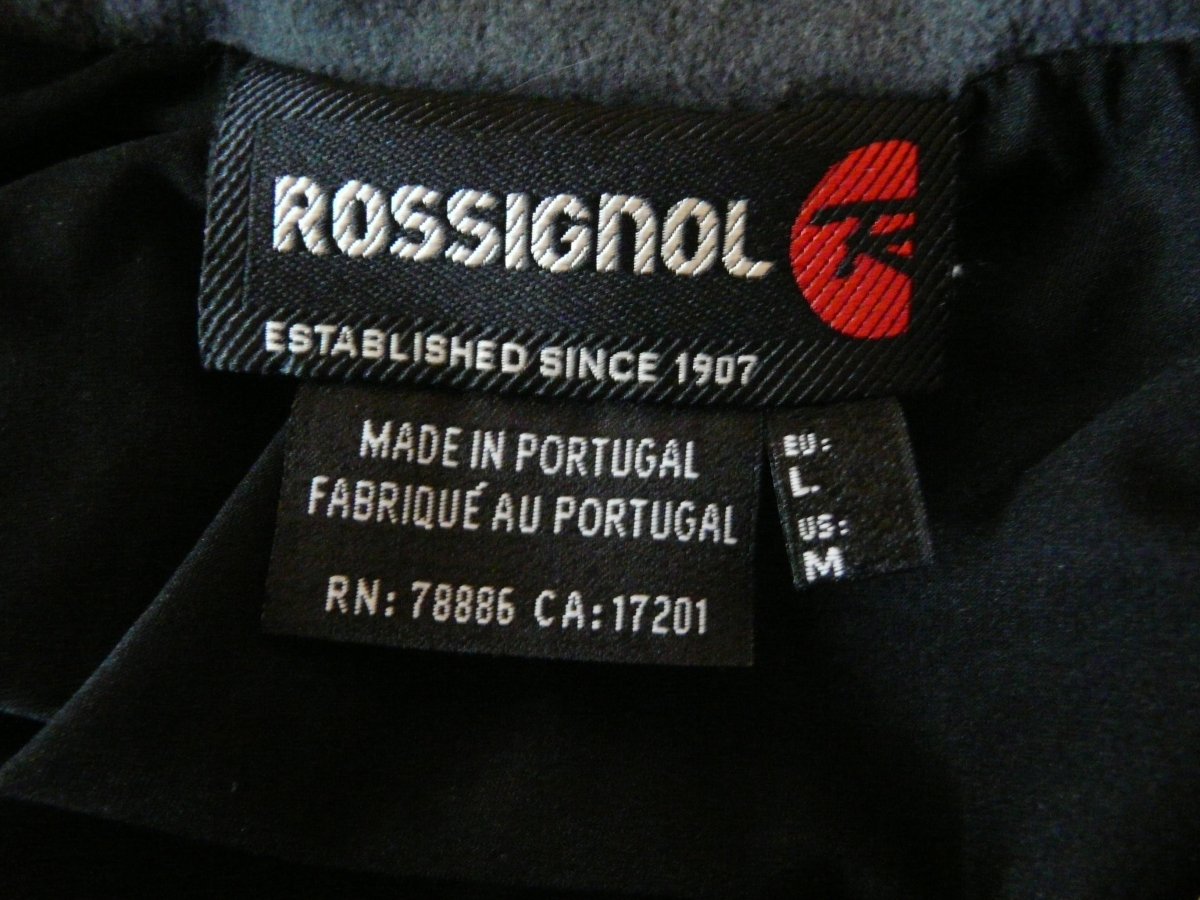 ROSSIGNOL
ESTABLISHED SINCE 1907
MADE IN PORTUGAL
FABRIQUÉ AU PORTUGAL
RN: 78886 CA: 17201
EU:
L
US:
M